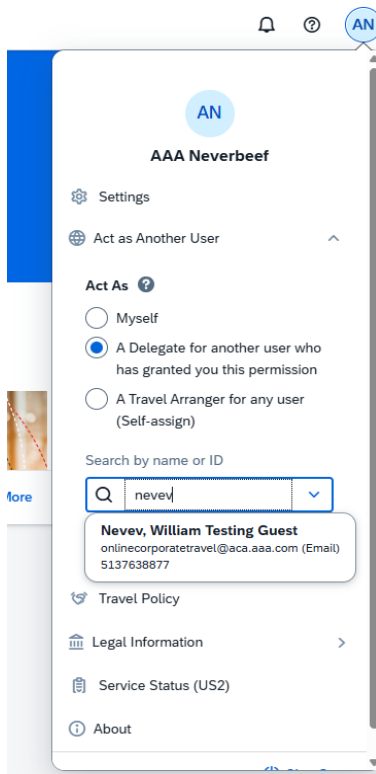 AN
AN
AAA Neverbeef
Settings
Act as Another User
Act As ?
Myself
A Delegate for another user who
has granted you this permission
A Travel Arranger for any user
(Self-assign)
Search by name or ID
More
nevev
Nevev, William Testing Guest
onlinecorporatetravel@aca.aaa.com (Email)
5137638877
Travel Policy
Legal Information
Service Status (US2)
About